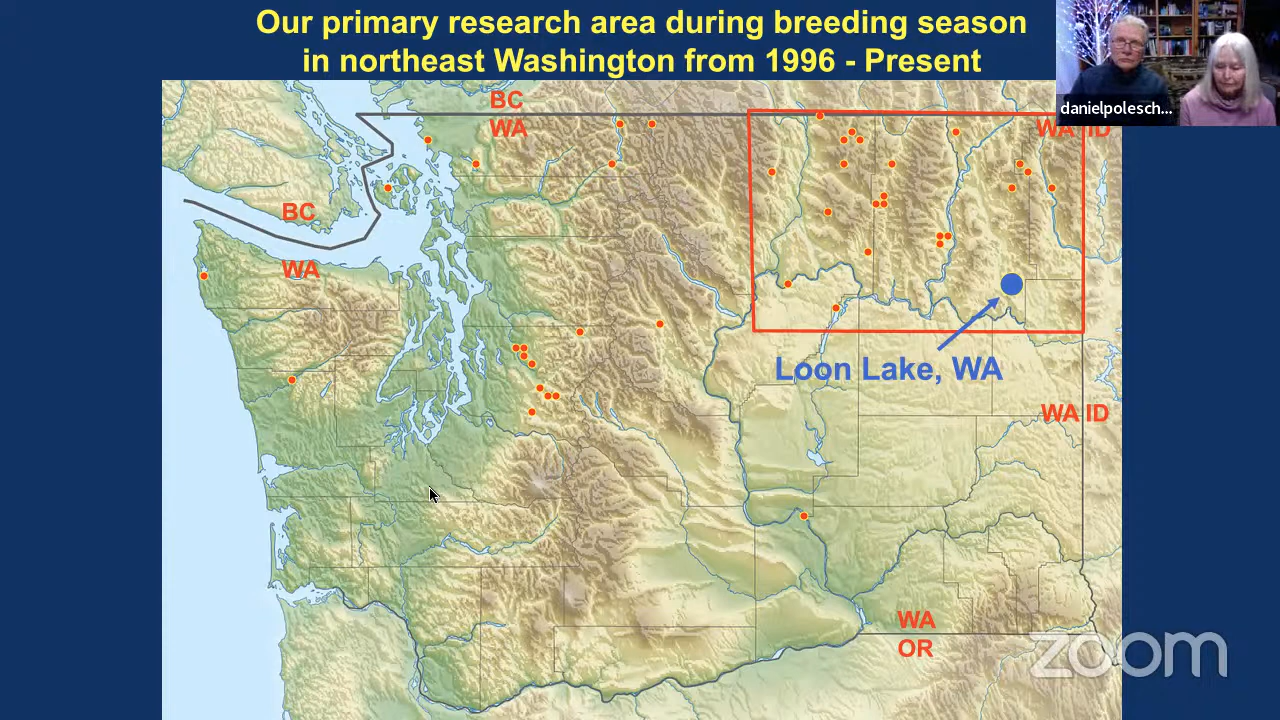 Our primary research area during breeding season
in northeast Washington from 1996 - Present
danielpolesch...
BC
WA
WA ID
BC
WA
Loon Lake, WA
WA ID
WA
OR
zoom